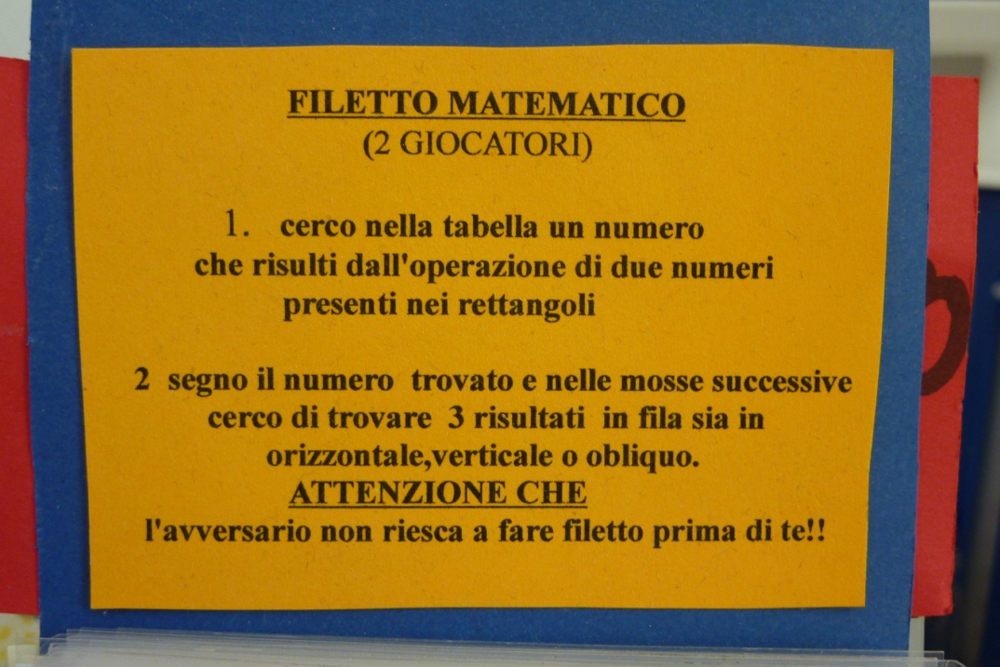 FILETTO MATEMATICO
(2 GIOCATORI)
1. cerco nella tabella un numero
che risulti dall'operazione di due numeri
presenti nei rettangoli
2 segno il numero trovato e nelle mosse successive
cerco di trovare 3 risultati in fila sia in
orizzontale,verticale o obliquo.
ATTENZIONE CHE
l'avversario non riesca a fare filetto prima di te!!